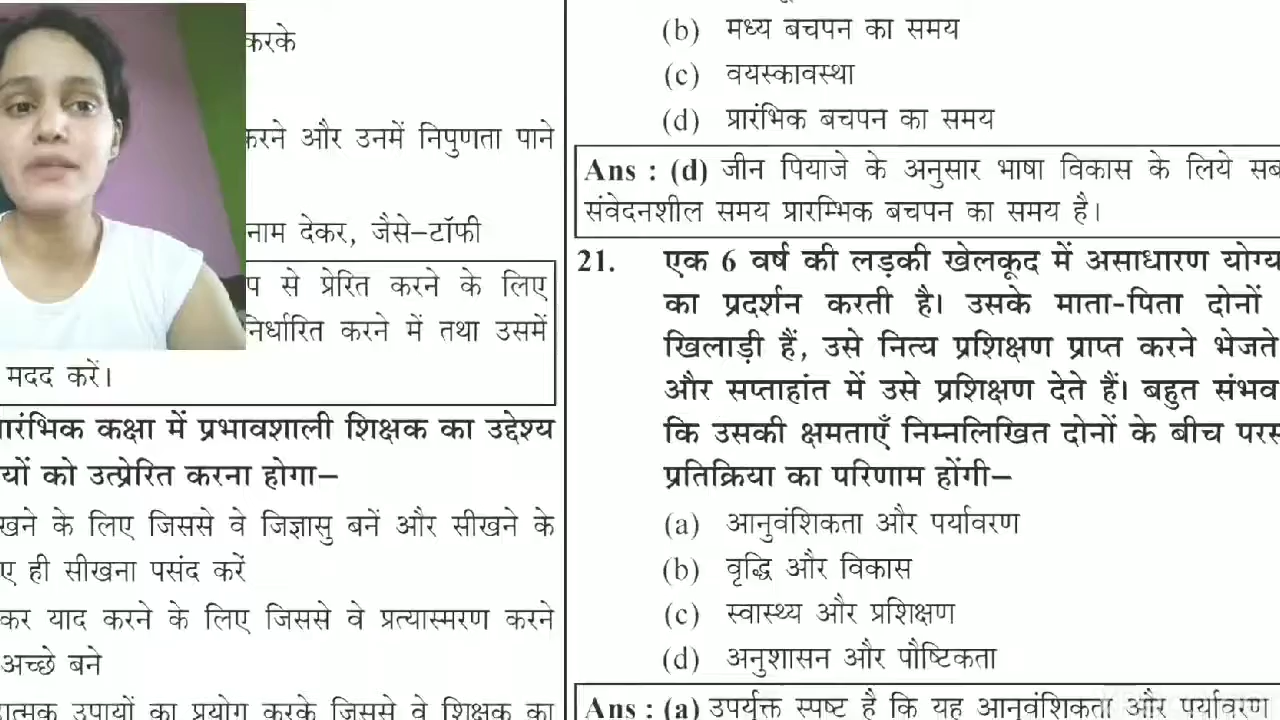 करके
करने और उनमें निपुणता पाने
नाम देकर, जैसे–टॉफी
प से प्रेरित करने के लिए
निर्धारित करने में तथा उसमें
मदद करें।
ारंभिक कक्षा में प्रभावशाली शिक्षक का उद्देश्य
यों को उत्प्रेरित करना होगा–
खने के लिए जिससे वे जिज्ञासु बनें और सीखने के
ए ही सीखना पसंद करें
कर याद करने के लिए जिससे वे प्रत्यास्मरण करने
अच्छे बने
उपायों का प्रयोग करके जिससे वे शिक्षक का
(b) मध्य बचपन का समय
(c) वयस्कावस्था
(d) प्रारंभिक बचपन का समय
Ans : (d) जीन पियाजे के अनुसार भाषा विकास के लिये सब
संवेदनशील समय प्रारम्भिक बचपन का समय है।
21. एक 6 वर्ष की लड़की खेलकूद में असाधारण योग्य
का प्रदर्शन करती है। उसके माता-पिता दोनों
खिलाड़ी हैं, उसे नित्य प्रशिक्षण प्राप्त करने भेजते
और सप्ताहांत में उसे प्रशिक्षण देते हैं। बहुत संभव
कि उसकी क्षमताएँ निम्नलिखित दोनों के बीच परस
प्रतिक्रिया का परिणाम होंगी–
(a) आनुवंशिकता और पर्यावरण
(b) वृद्धि और विकास
(c) स्वास्थ्य और प्रशिक्षण
(d) अनुशासन और पौष्टिकता
Ans : (a) उपर्युक्त स्पष्ट है कि यह आनुवंशिकता और पर्यावरण